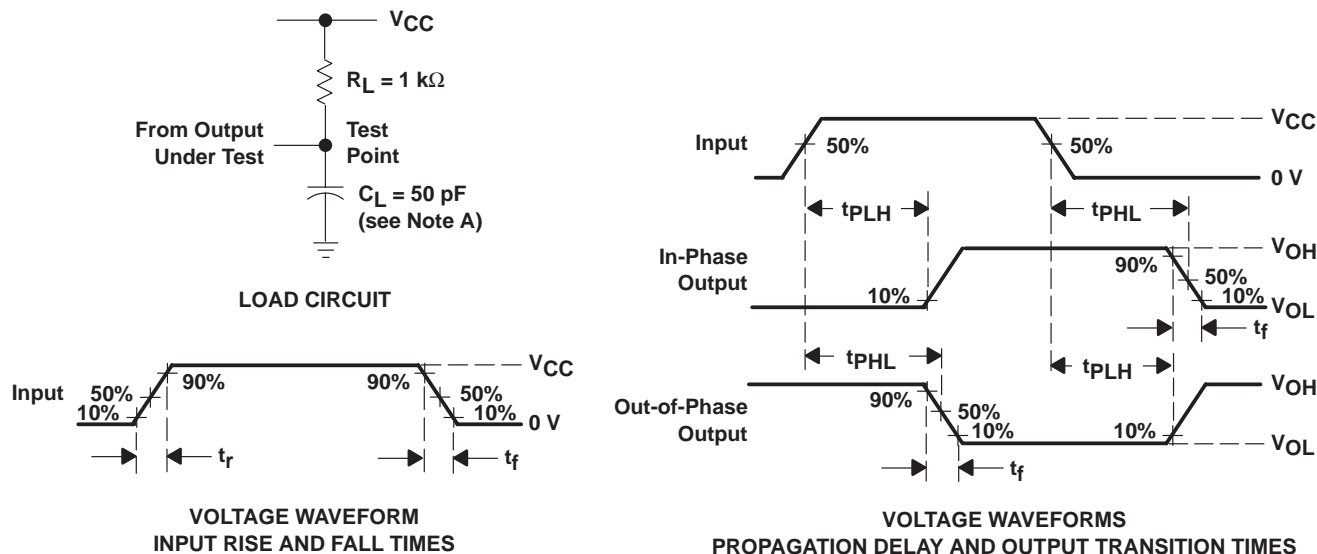 VCC
RL = 1 kΩ
From Output
Under Test
Test
Point
CL = 50 pF
(see Note A)
LOAD CIRCUIT
Input
50%
10%
90%
90%
50%
10%
VCC
0 V
tr
tf
VOLTAGE WAVEFORM
INPUT RISE AND FALL TIMES
Input
50%
50%
VCC
0 V
tPLH
tPHL
In-Phase
Output
10%
90%
50%
10%
VOH
VOL
tf
tPHL
tPLH
Out-of-Phase
Output
90%
50%
10%
10%
VOH
VOL
tf
VOLTAGE WAVEFORMS
PROPAGATION DELAY AND OUTPUT TRANSITION TIMES